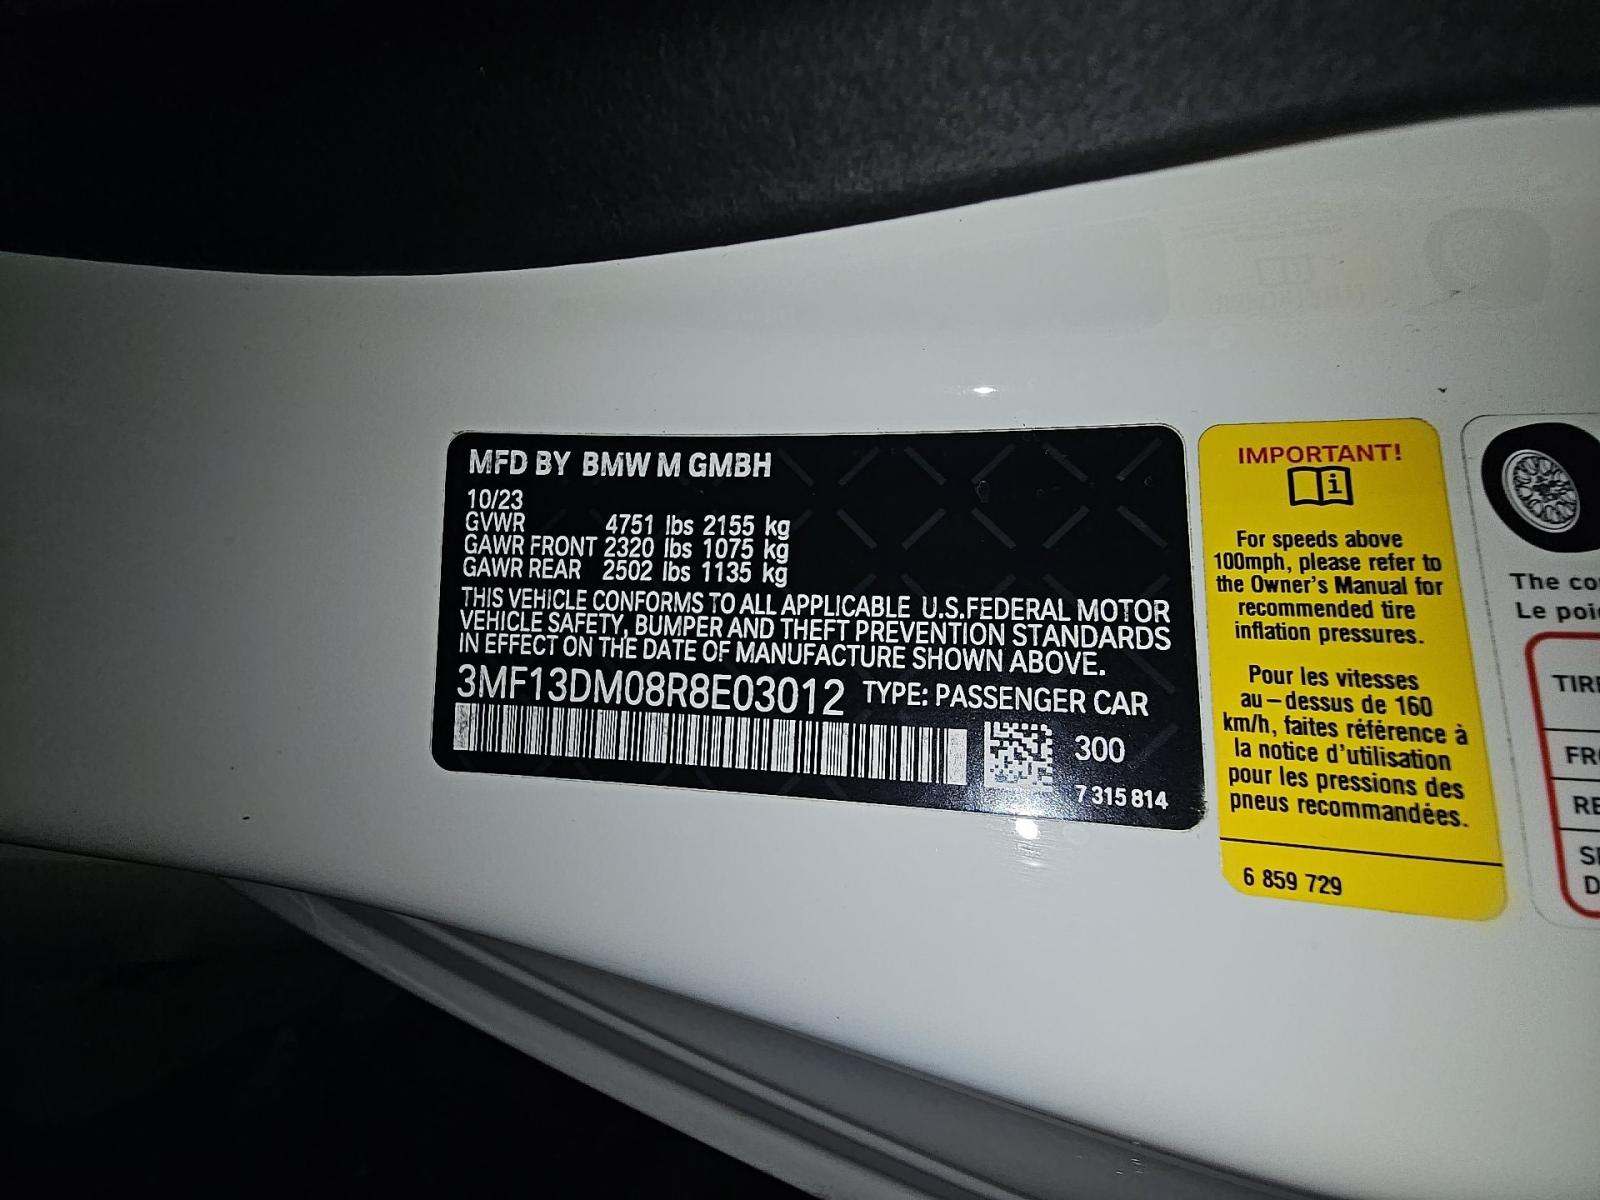 MFD BY BMW M GMBH
10/23
GVWR 4751 lbs 2155 kg
GAWR FRONT 2320 lbs 1075 kg
GAWR REAR 2502 lbs 1135 kg
THIS VEHICLE CONFORMS TO ALL APPLICABLE U.S.FEDERAL MOTOR
VEHICLE SAFETY, BUMPER AND THEFT PREVENTION STANDARDS
IN EFFECT ON THE DATE OF MANUFACTURE SHOWN ABOVE.
3MF13DM08R8E03012 TYPE: PASSENGER CAR
300
7 315 814
IMPORTANT!
i
For speeds above
100mph, please refer to
the Owner's Manual for
recommended tire
inflation pressures.
Pour les vitesses
au-dessus de 160
km/h, faites référence à
la notice d'utilisation
pour les pressions des
pneus recommandées.
6 859 729
The
Le